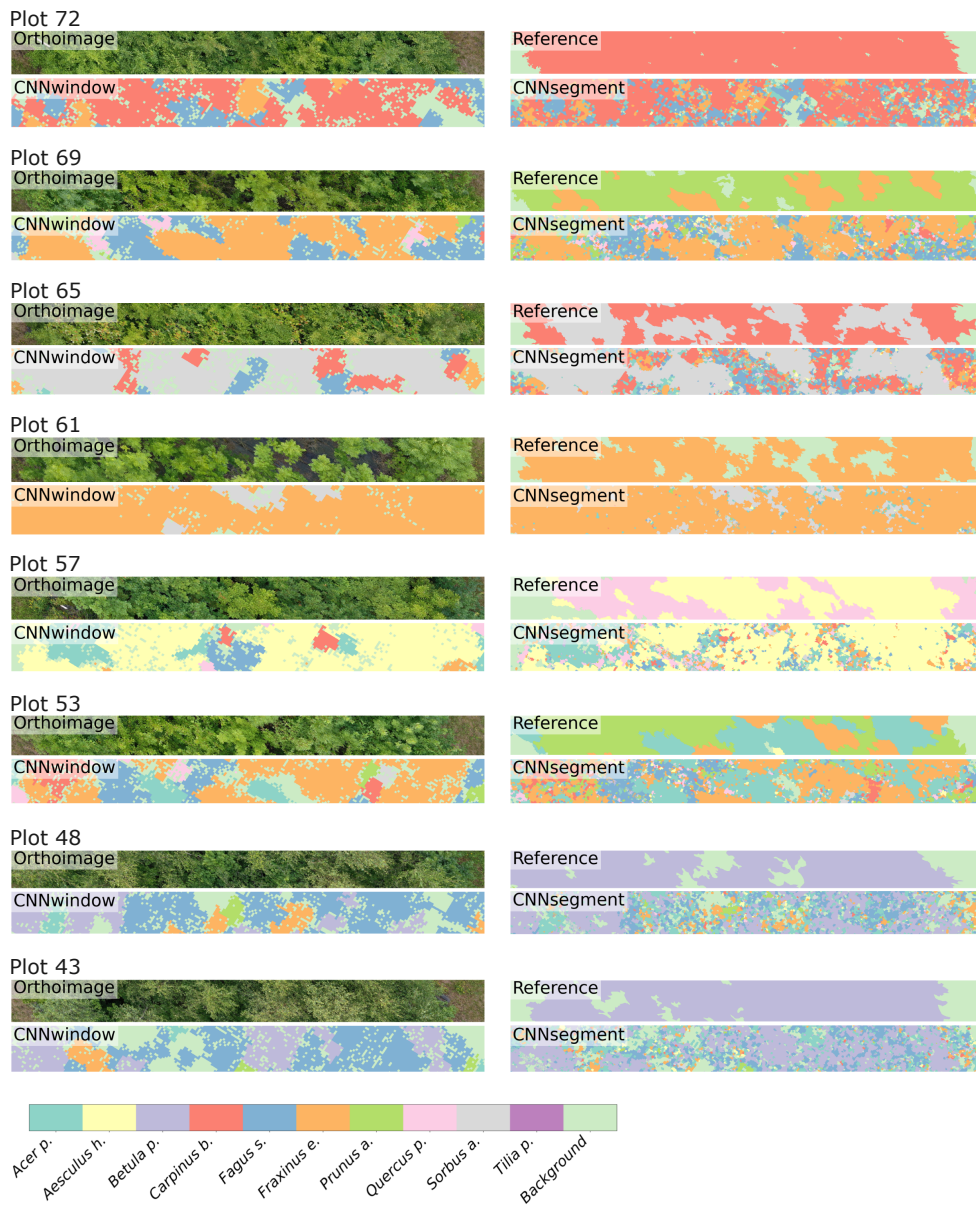 Plot 72
Orthoimage
Reference
CNNwindow
CNNsegment
Plot 69
Orthoimage
Reference
CNNwindow
CNNsegment
Plot 65
Orthoimage
Reference
CNNwindow
CNNsegment
Plot 61
Orthoimage
Reference
CNNwindow
CNNsegment
Plot 57
Orthoimage
Reference
CNNwindow
CNNsegment
Plot 53
Orthoimage
Reference
CNNwindow
CNNsegment
Plot 48
Orthoimage
Reference
CNNwindow
CNNsegment
Plot 43
Orthoimage
Reference
CNNwindow
CNNsegment
Acer p.
Aesculus h.
Betula p.
Carpinus b.
Fagus s.
Fraxinus e.
Prunus a.
Quercus p.
Sorbus a.
Tilia p.
Background